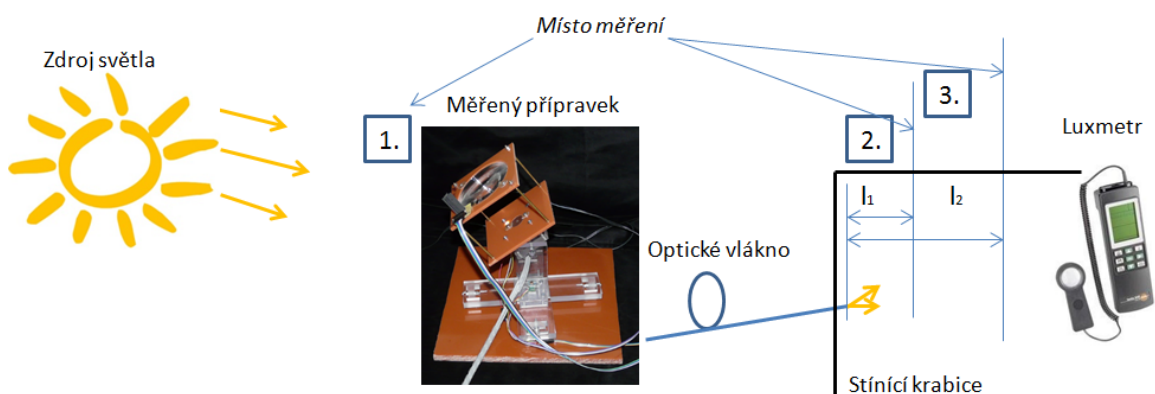 Místo měření
Zdroj světla
3.
Měřený přípravek
1.
2.
Luxmetr
l₁
l₂
Optické vlákno
Stínící krabice